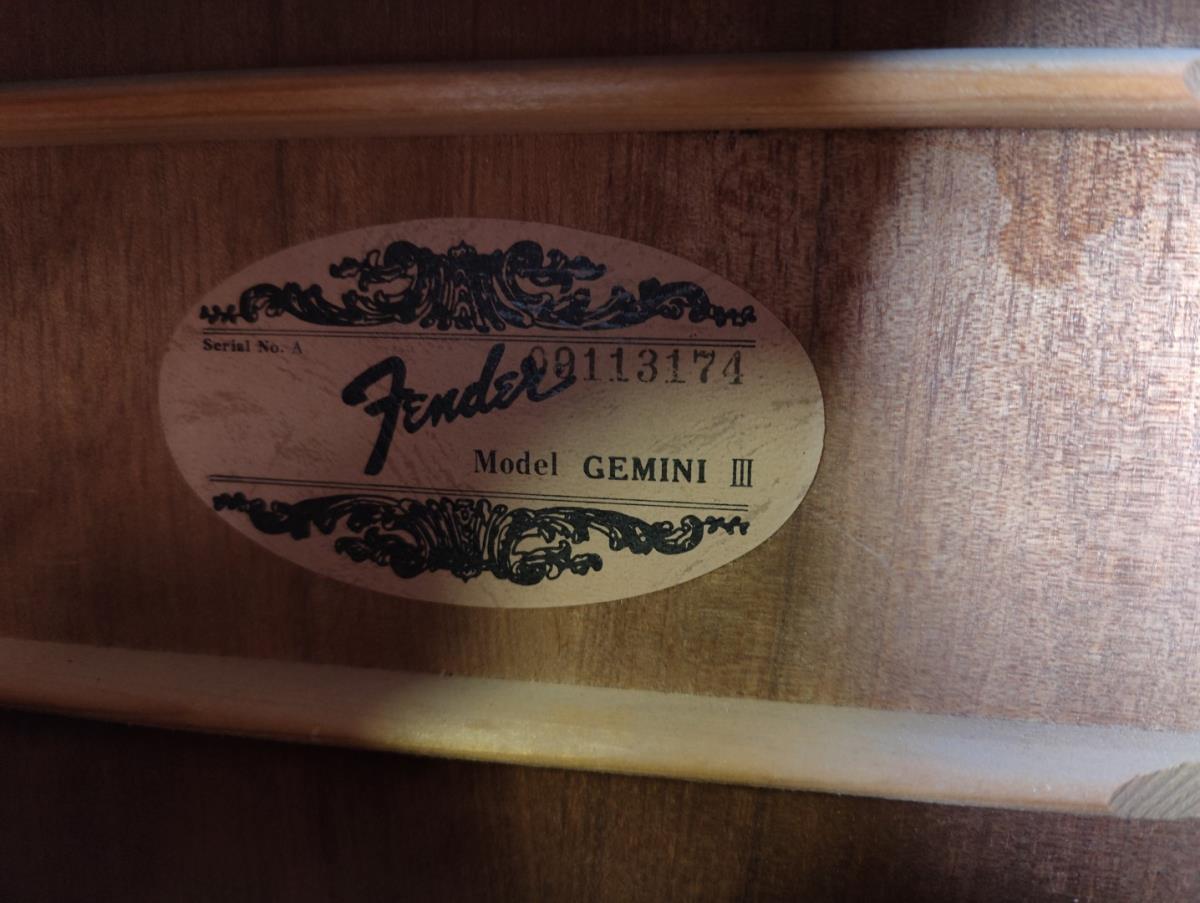 Serial No. A
09113174
Fender
Model GEMINI III